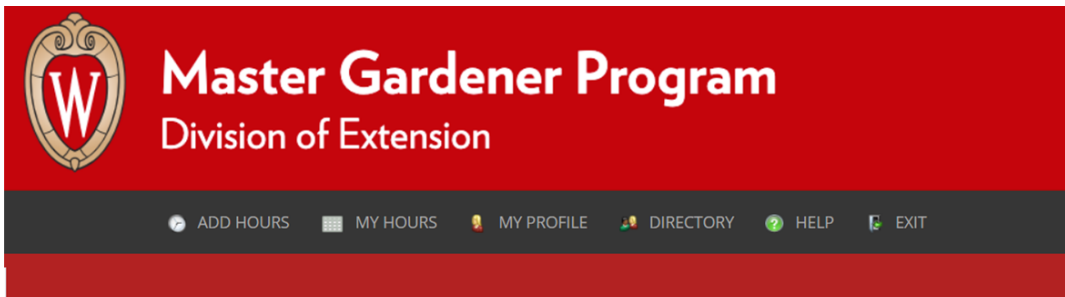 W
Master Gardener Program
Division of Extension
ADD HOURS MY HOURS MY PROFILE DIRECTORY ? HELP EXIT